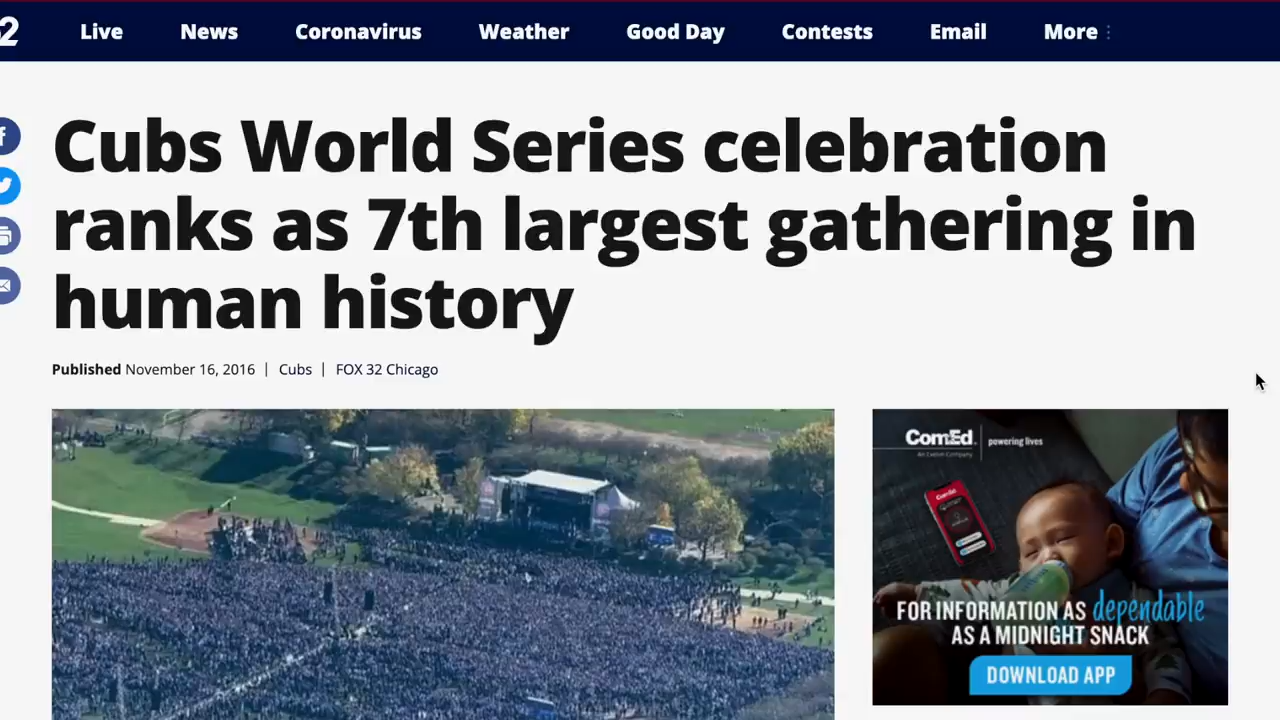 2
Live News Coronavirus Weather Good Day Contests Email More
Cubs World Series celebration
ranks as 7th largest gathering in
human history
Published November 16, 2016 | Cubs | FOX 32 Chicago
ComEd powering lives
An Exelon Company
FOR INFORMATION AS dependable
AS A MIDNIGHT SNACK
DOWNLOAD APP